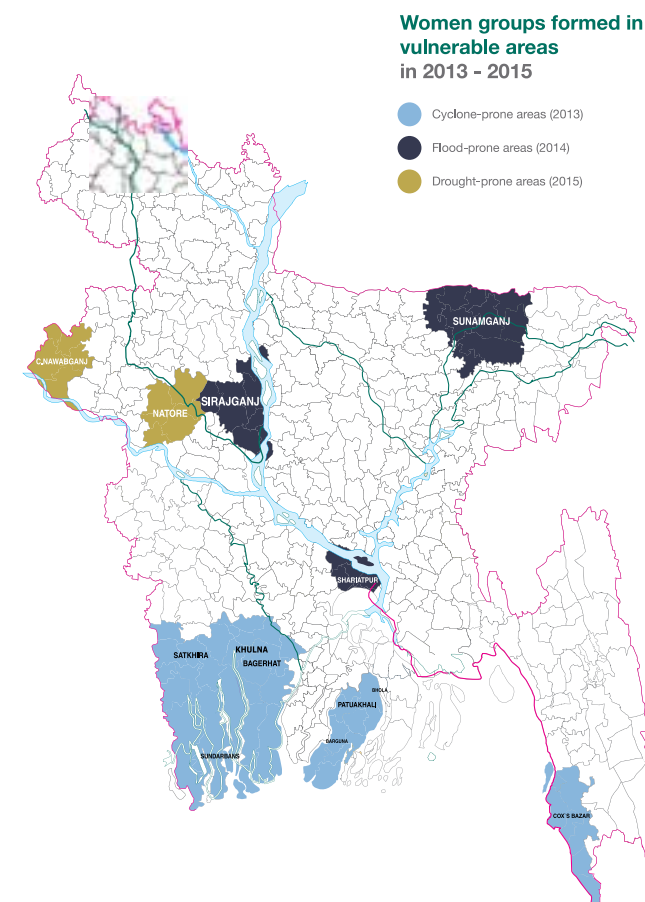 Women groups formed in
vulnerable areas
in 2013 - 2015
Cyclone-prone areas (2013)
Flood-prone areas (2014)
Drought-prone areas (2015)
SUNAMGANJ
C,NAWABGANJ
SIRAJGANJ
NATORE
SHARIATPUR
KHULNA
SATKHIRA
BAGERHAT
BHOLA
PATUAKHALI
BARGUNA
SUNDARBANS
COX'S BAZAR